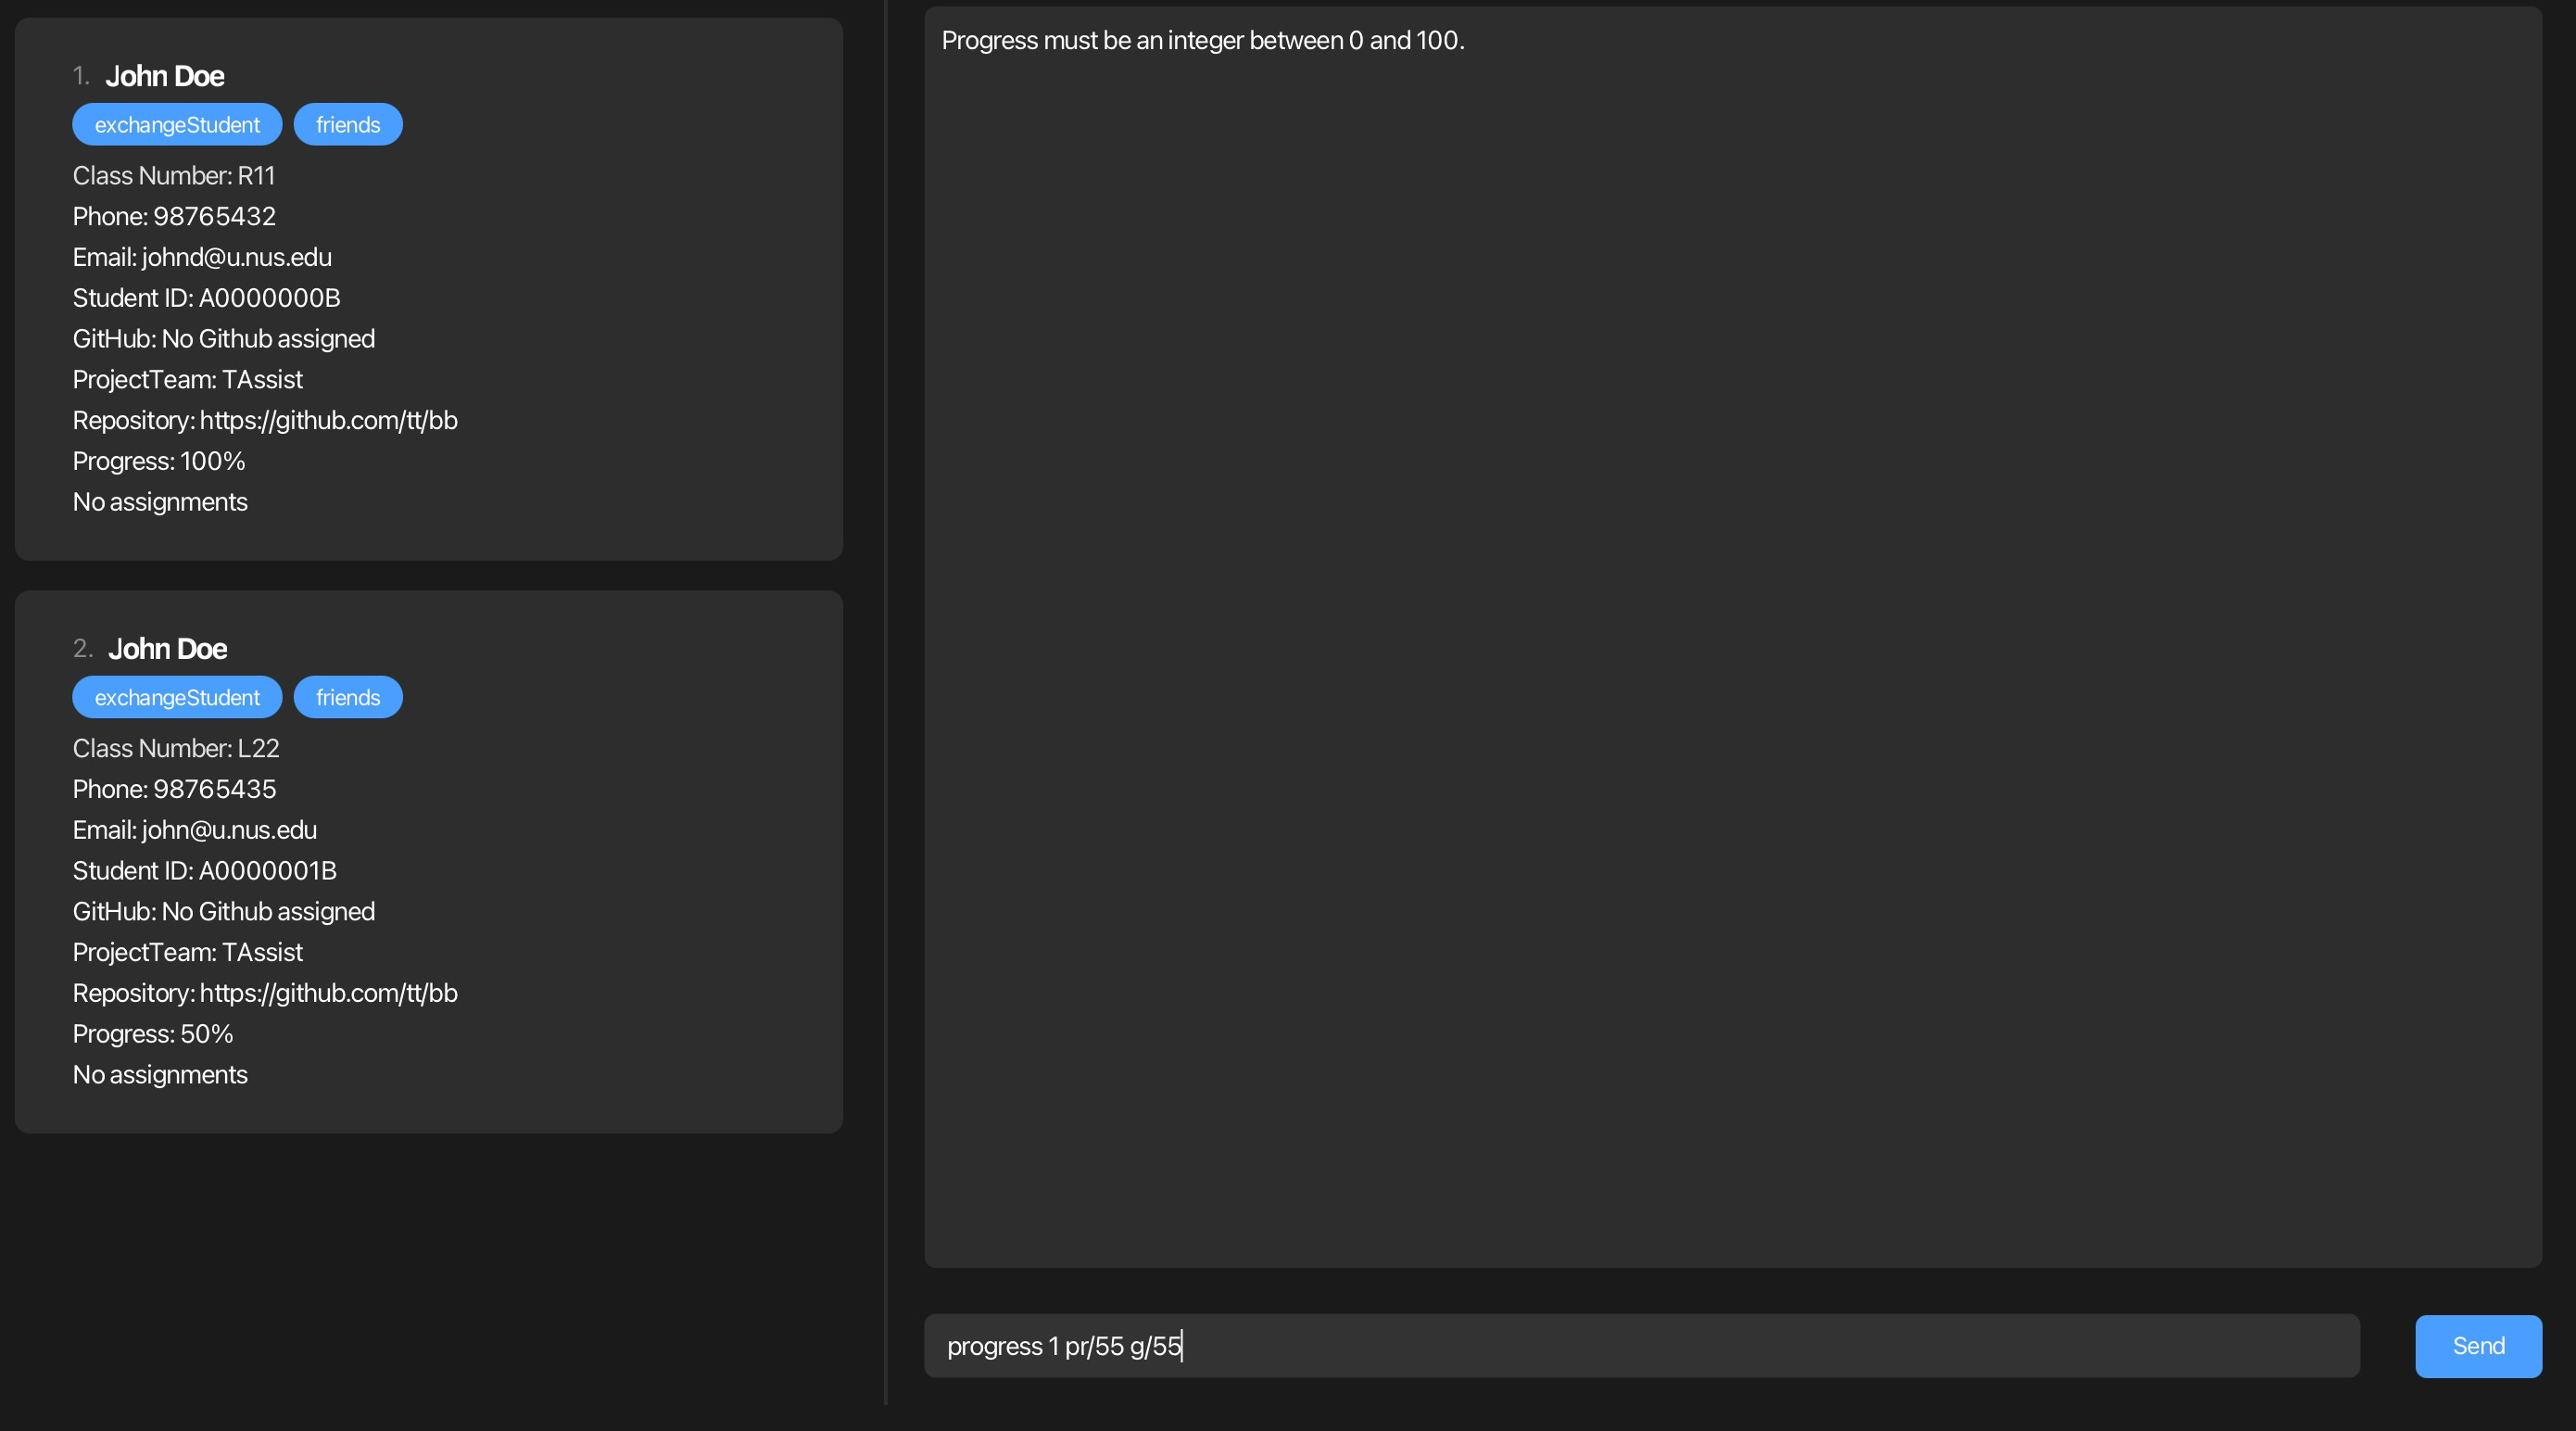 1. John Doe
exchangeStudent friends
Class Number: R11
Phone: 98765432
Email: johnd@u.nus.edu
Student ID: A0000000B
GitHub: No Github assigned
ProjectTeam: TAssist
Repository: https://github.com/tt/bb
Progress: 100%
No assignments
2. John Doe
exchangeStudent friends
Class Number: L22
Phone: 98765435
Email: john@u.nus.edu
Student ID: A0000001B
GitHub: No Github assigned
ProjectTeam: TAssist
Repository: https://github.com/tt/bb
Progress: 50%
No assignments
Progress must be an integer between 0 and 100.
progress 1 pr/55 g/55
Send